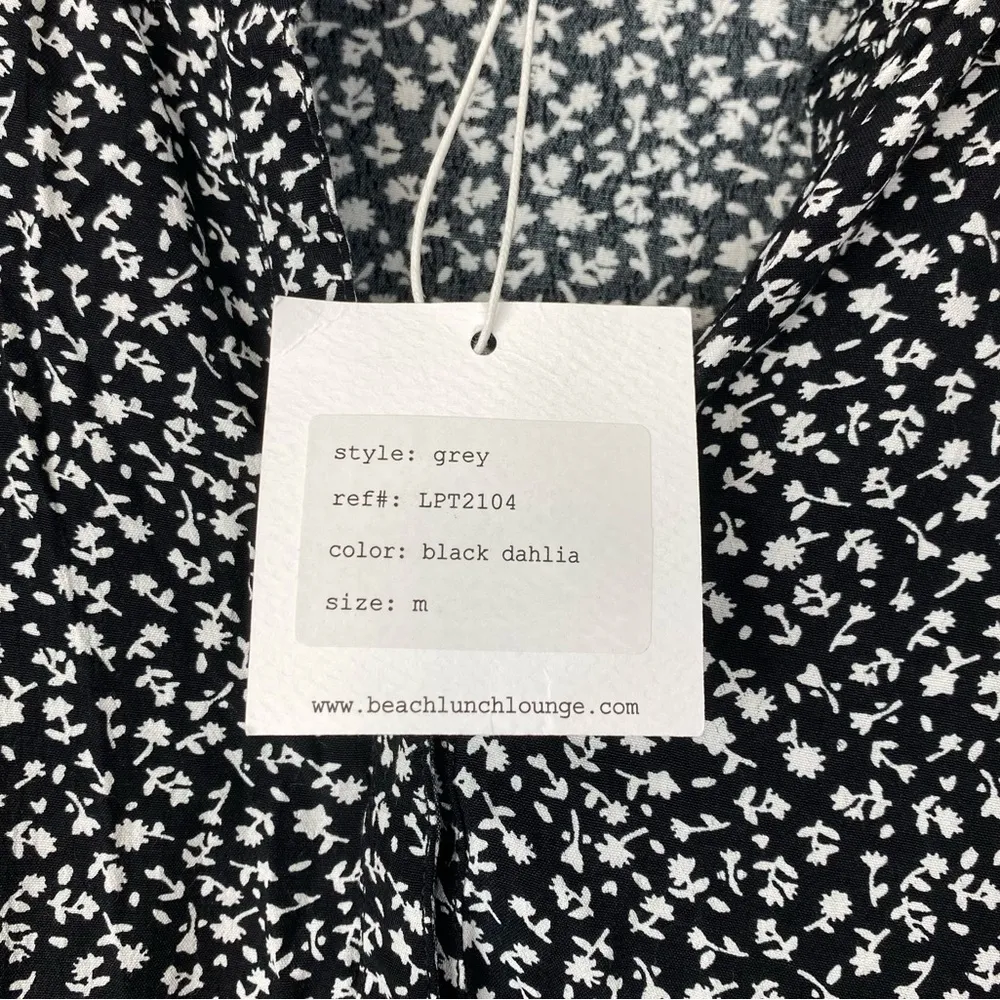 style: grey
ref#: LPT2104
color: black dahlia
size: m
www.beachlunchlounge.com